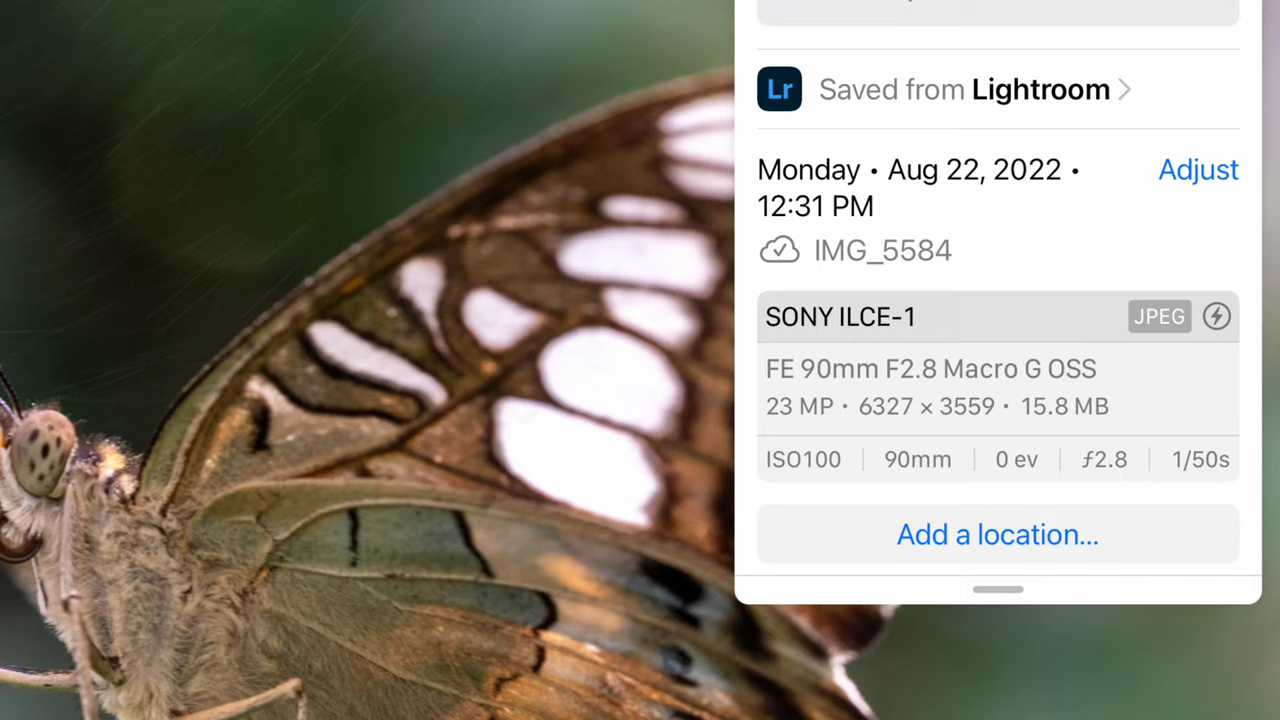 Lr Saved from Lightroom
Monday • Aug 22, 2022 • Adjust
12:31 PM
IMG_5584
SONY ILCE-1 JPEG
FE 90mm F2.8 Macro G OSS
23 MP • 6327 × 3559 • 15.8 MB
ISO100 90mm 0 ev ƒ2.8 1/50s
Add a location...